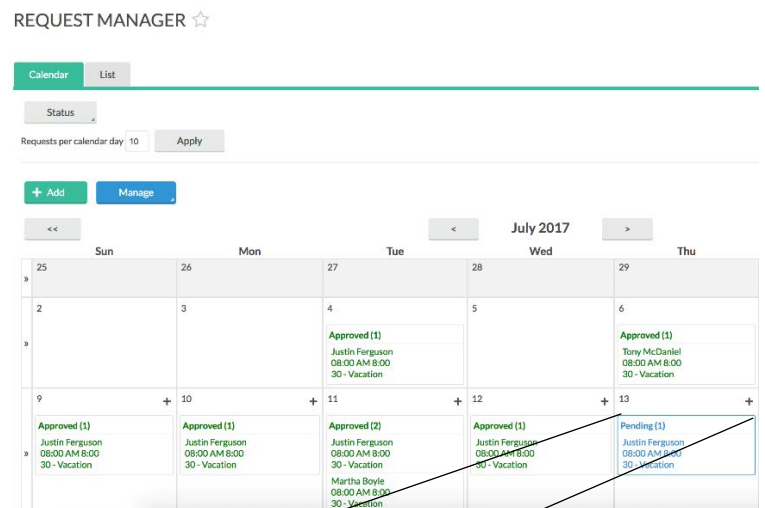 REQUEST MANAGER
Calendar List
Status
Requests per calendar day 10 Apply
+ Add Manage
<< < July 2017 >
Sun Mon Tue Wed Thu
» 25 26 27 28 29
» 2 3 4 5 6
Approved (1) Approved (1)
Justin Ferguson Tony McDaniel
08:00 AM 8:00 08:00 AM 8:00
30 - Vacation 30 - Vacation
9 + 10 + 11 + 12 + 13 +
Approved (1) Approved (1) Approved (2) Approved (1) Pending (1)
Justin Ferguson Justin Ferguson Justin Ferguson Justin Ferguson Justin Ferguson
» 08:00 AM 8:00 08:00 AM 8:00 08:00 AM 8:00 08:00 AM 8:00 08:00 AM 8:00
30 - Vacation 30 - Vacation 30 - Vacation 30 - Vacation 30 - Vacation
Martha Boyle
08:00 AM 8:00
30 - Vacation